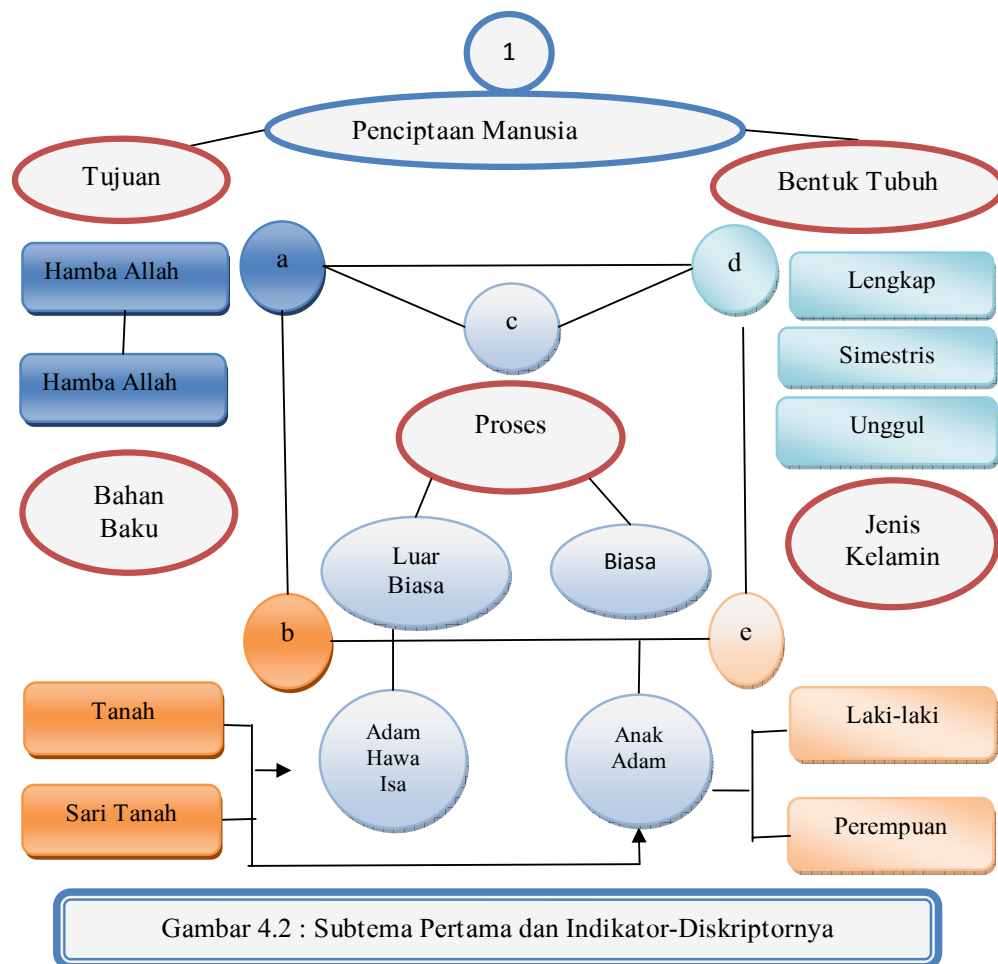 1
Penciptaan Manusia
Tujuan
Bentuk Tubuh
Hamba Allah
a
d
Lengkap
c
Simestris
Hamba Allah
Proses
Unggul
Bahan
Baku
Jenis
Kelamin
Luar
Biasa
Biasa
b
e
Tanah
Adam
Hawa
Isa
Anak
Adam
Laki-laki
Sari Tanah
Perempuan
Gambar 4.2 : Subtema Pertama dan Indikator-Diskriptornya